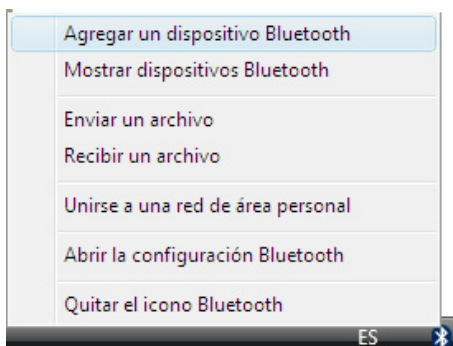 Agregar un dispositivo Bluetooth
Mostrar dispositivos Bluetooth
Enviar un archivo
Recibir un archivo
Unirse a una red de área personal
Abrir la configuración Bluetooth
Quitar el icono Bluetooth
ES